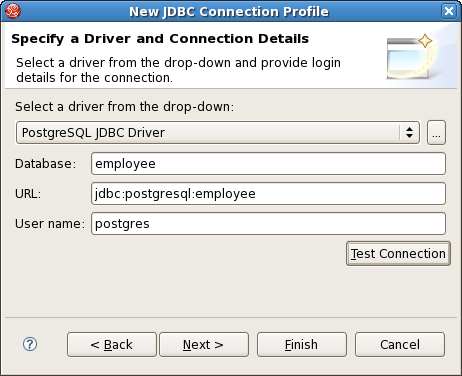 New JDBC Connection Profile
Specify a Driver and Connection Details
Select a driver from the drop-down and provide login
details for the connection.
Select a driver from the drop-down:
PostgreSQL JDBC Driver
...
Database: employee
URL: jdbc:postgresql:employee
User name: postgres
Test Connection
? < Back Next > Finish Cancel